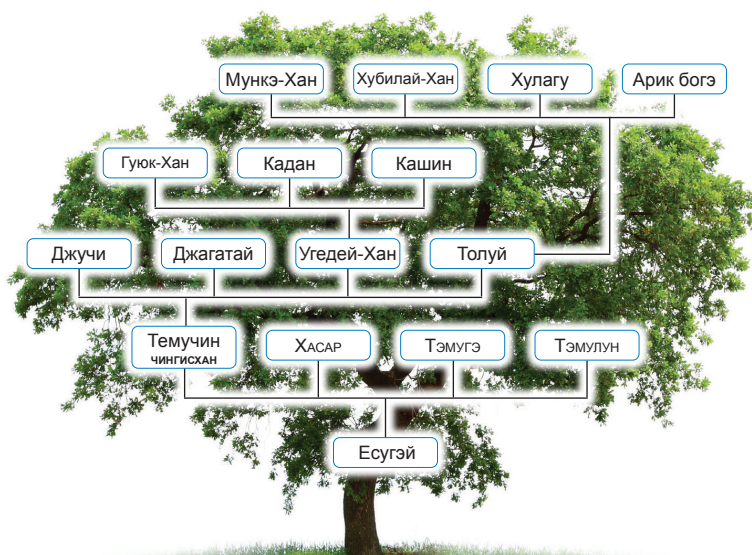 Мункэ-Хан
Хубилай-Хан
Хулагу
Арик богэ
Гуюк-Хан
Кадан
Кашин
Джучи
Джагатай
Угедей-Хан
Толуй
Темучин
ЧИНГИСХАН
ХАСАР
ТЭМУГЭ
ТЭМУЛУН
Есугэй